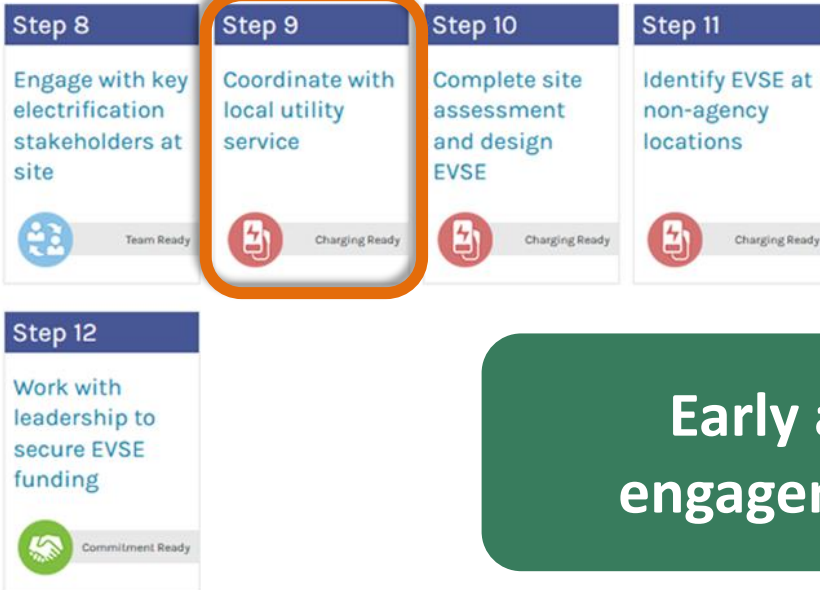 Step 8
Engage with key
electrification
stakeholders at
site
Team Ready
Step 9
Coordinate with
local utility
service
Charging Ready
Step 10
Complete site
assessment
and design
EVSE
Charging Ready
Step 11
Identify EVSE at
non-agency
locations
Charging Ready
Step 12
Work with
leadership to
secure EVSE
funding
Commitment Ready
Early